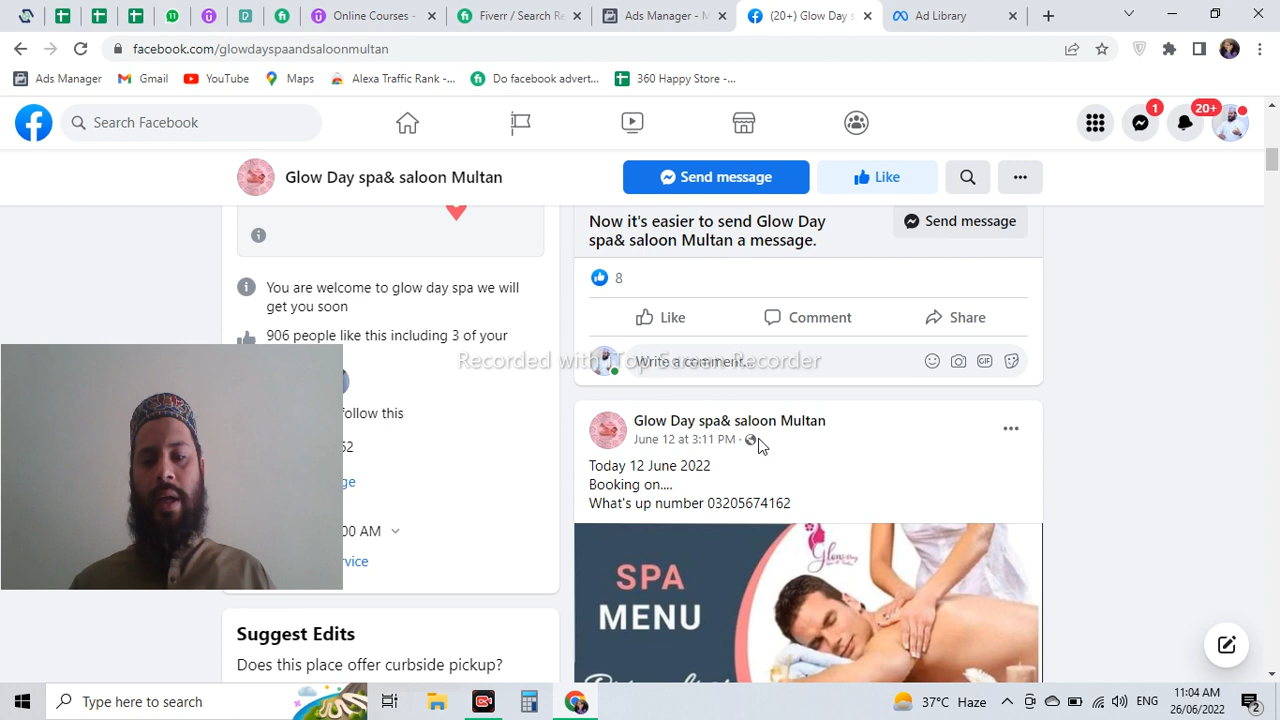 Online Courses -
Fiverr / Search Re
Ads Manager - M
(20+) Glow Day s
Ad Library
facebook.com/glowdayspaandsaloonmultan
Ads Manager
Gmail
YouTube
Maps
Alexa Traffic Rank -...
Do facebook advert...
360 Happy Store -...
Search Facebook
1
20+
Glow Day spa& saloon Multan
Send message
Like
Now it's easier to send Glow Day
spa& saloon Multan a message.
Send message
8
Like
Comment
Share
Write a comment...
You are welcome to glow day spa we will
get you soon
906 people like this including 3 of your
follow this
52
ge
:00 AM
rvice
Suggest Edits
Does this place offer curbside pickup?
Recorded with iTop Screen Recorder
Glow Day spa& saloon Multan
June 12 at 3:11 PM ·
Today 12 June 2022
Booking on....
What's up number 03205674162
SPA
MENU
Type here to search
37°C Haze
ENG
11:04 AM
26/06/2022
2